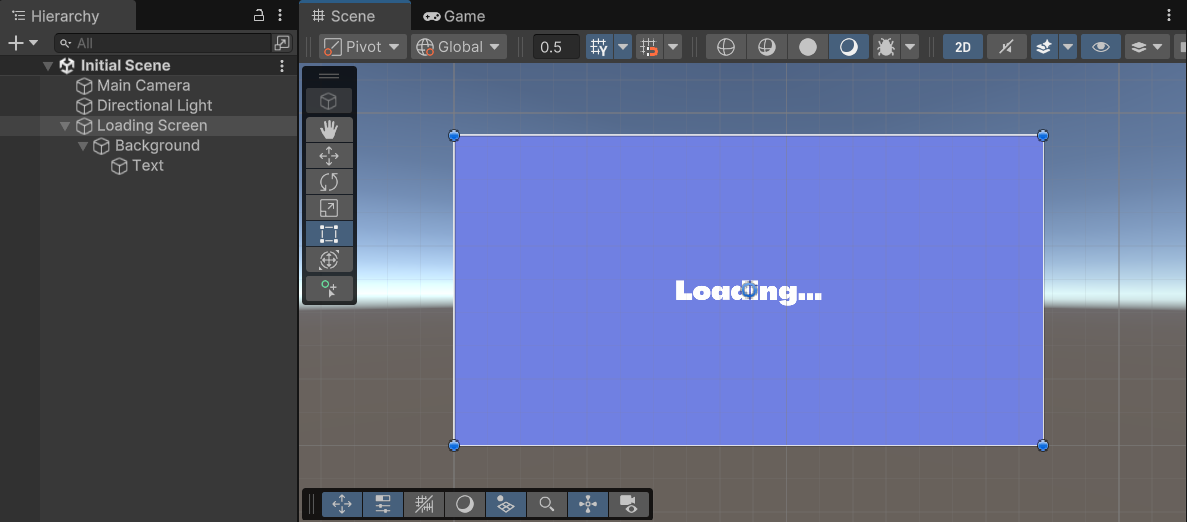 Hierarchy
All
Initial Scene
Main Camera
Directional Light
Loading Screen
Background
Text
Scene
Game
Pivot
Global
0.5
2D
Loading...